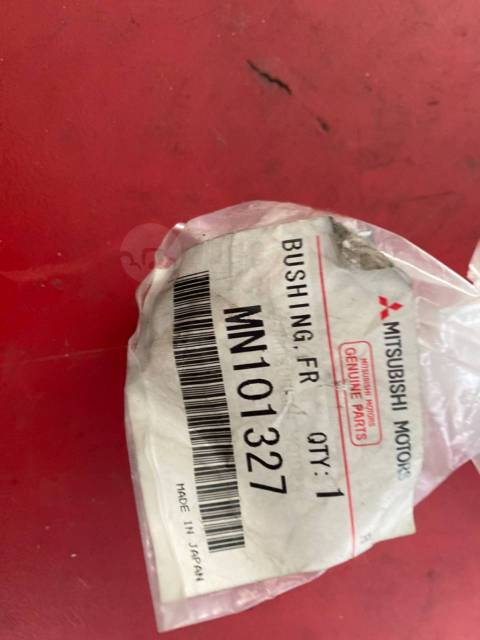 MITSUBISHI MOTORS
MITSUBISHI MOTORS
GENUINE PARTS
BUSHING, FR QTY: 1
MN101327
MADE IN JAPAN